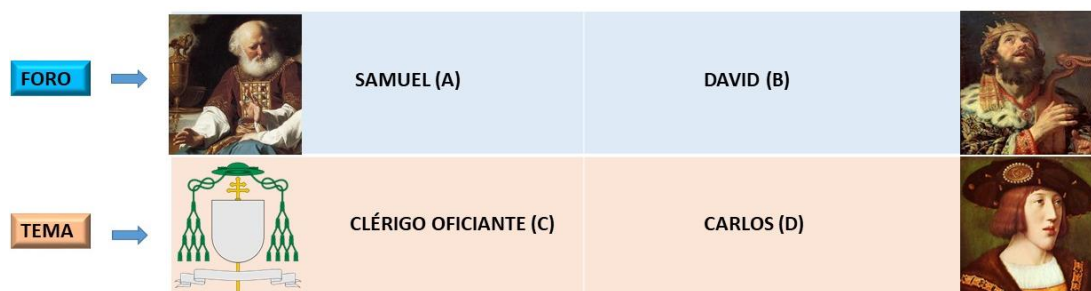 FORO
SAMUEL (A)
DAVID (B)
TEMA
CLÉRIGO OFICIANTE (C)
CARLOS (D)